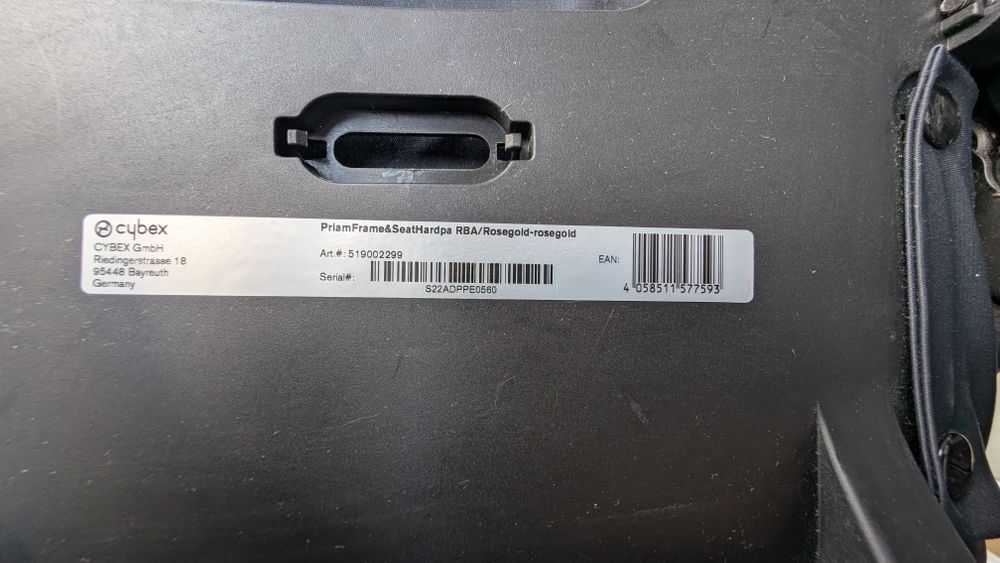 cybex
CYBEX GmbH
Riedingerstrasse 18
95448 Bayreuth
Germany
PriamFrame&SeatHardpa RBA/Rosegold-rosegold
Art.#: 519002299
Serial#:
S22ADPPE0560
EAN:
4 058511 577593